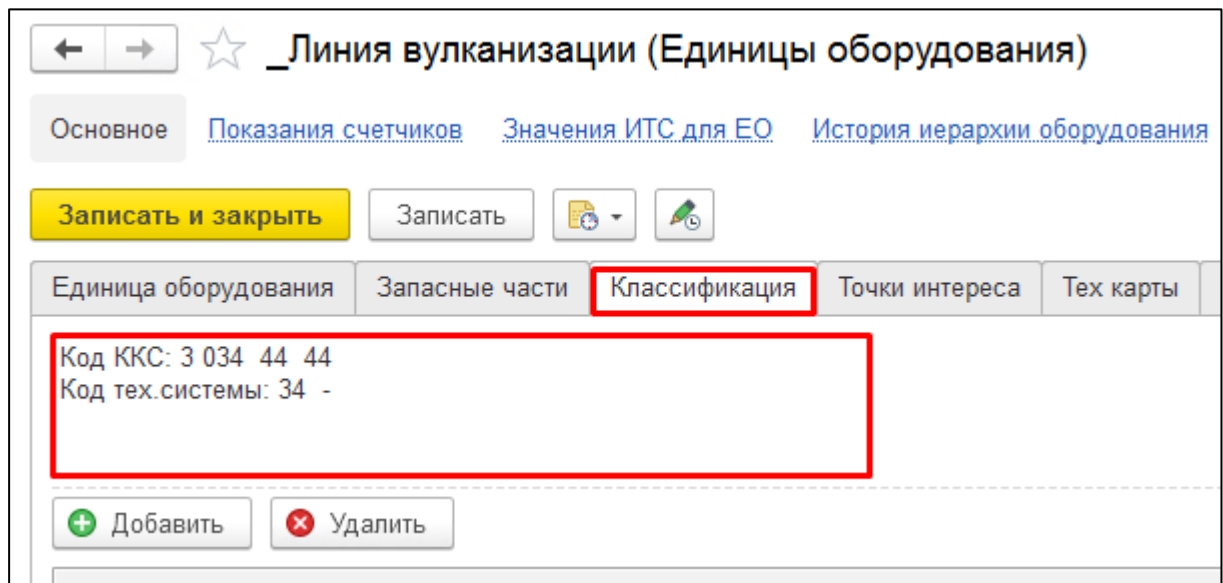 _Линия вулканизации (Единицы оборудования)
Основное Показания счетчиков Значения ИТС для ЕО История иерархии оборудования
Записать и закрыть Записать
Единица оборудования Запасные части Классификация Точки интереса Тех карты
Код ККС: 3 034 44 44
Код тех.системы: 34 -
Добавить Удалить